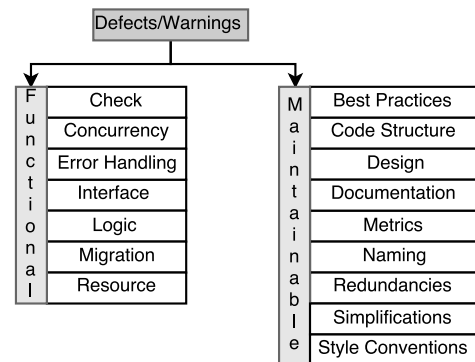 Defects/Warnings
Functional
Check
Concurrency
Error Handling
Interface
Logic
Migration
Resource
Maintainable
Best Practices
Code Structure
Design
Documentation
Metrics
Naming
Redundancies
Simplifications
Style Conventions